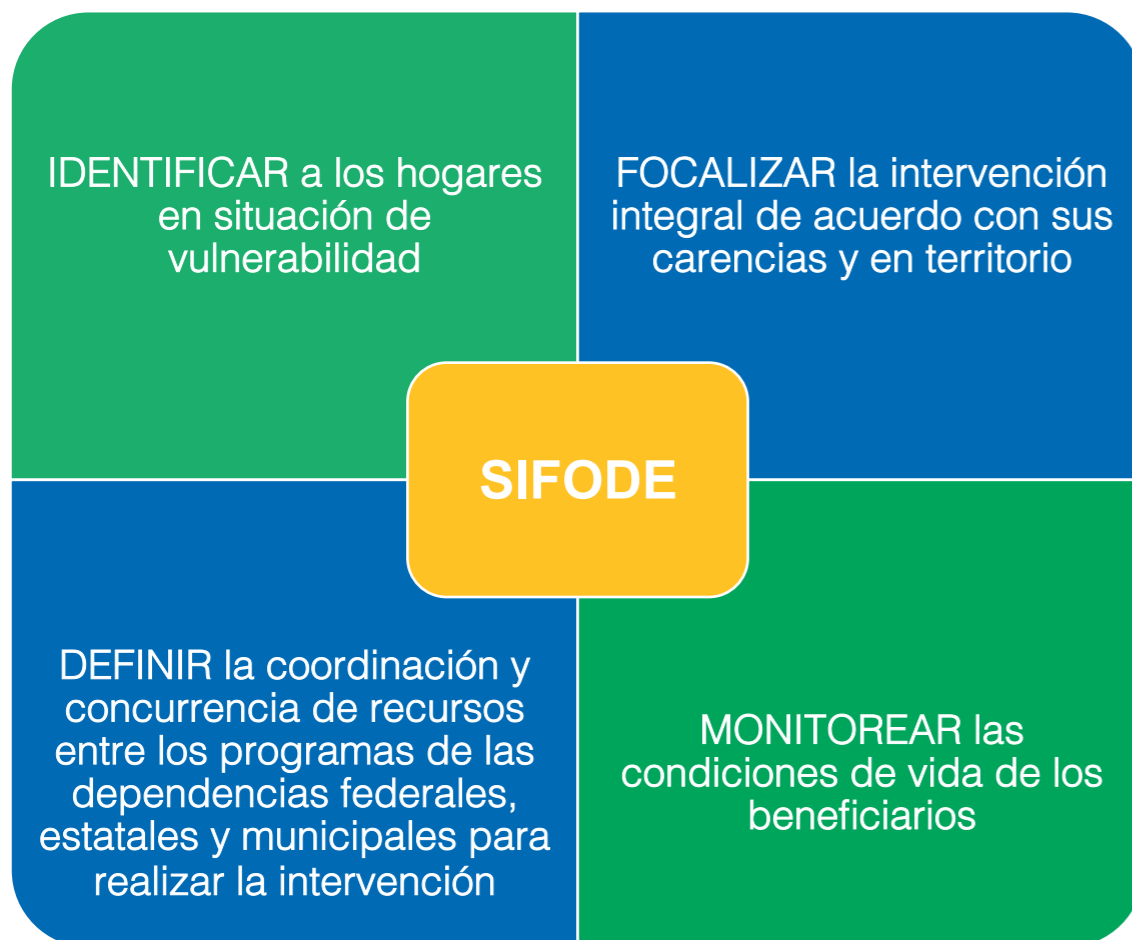 IDENTIFICAR a los hogares
en situación de
vulnerabilidad
FOCALIZAR la intervención
integral de acuerdo con sus
carencias y en territorio
SIFODE
DEFINIR la coordinación y
concurrencia de recursos
entre los programas de las
dependencias federales,
estatales y municipales para
realizar la intervención
MONITOREAR las
condiciones de vida de los
beneficiarios